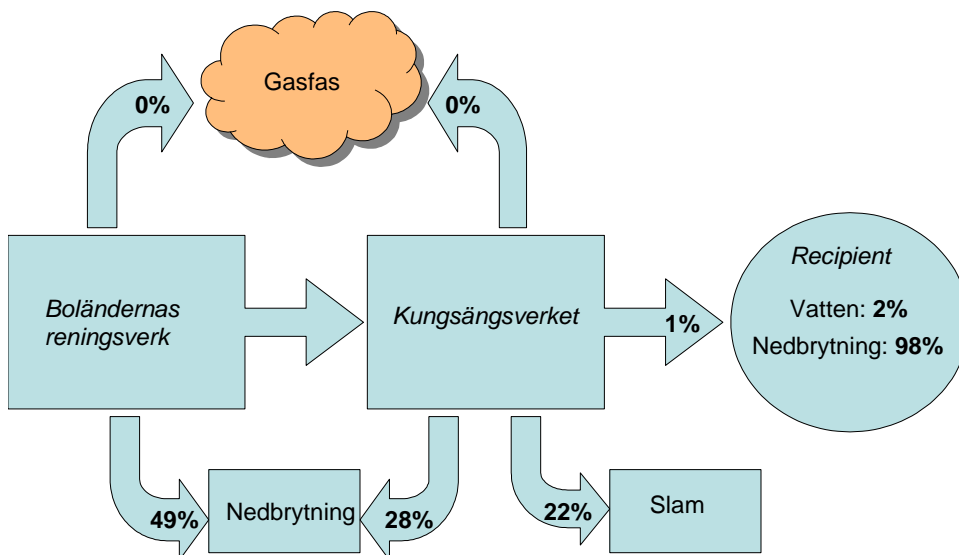 Gasfas
0%
0%
Boländernas
reningsverk
Kungsängsverket
1%
Recipient
Vatten: 2%
Nedbrytning: 98%
49%
Nedbrytning
28%
22%
Slam